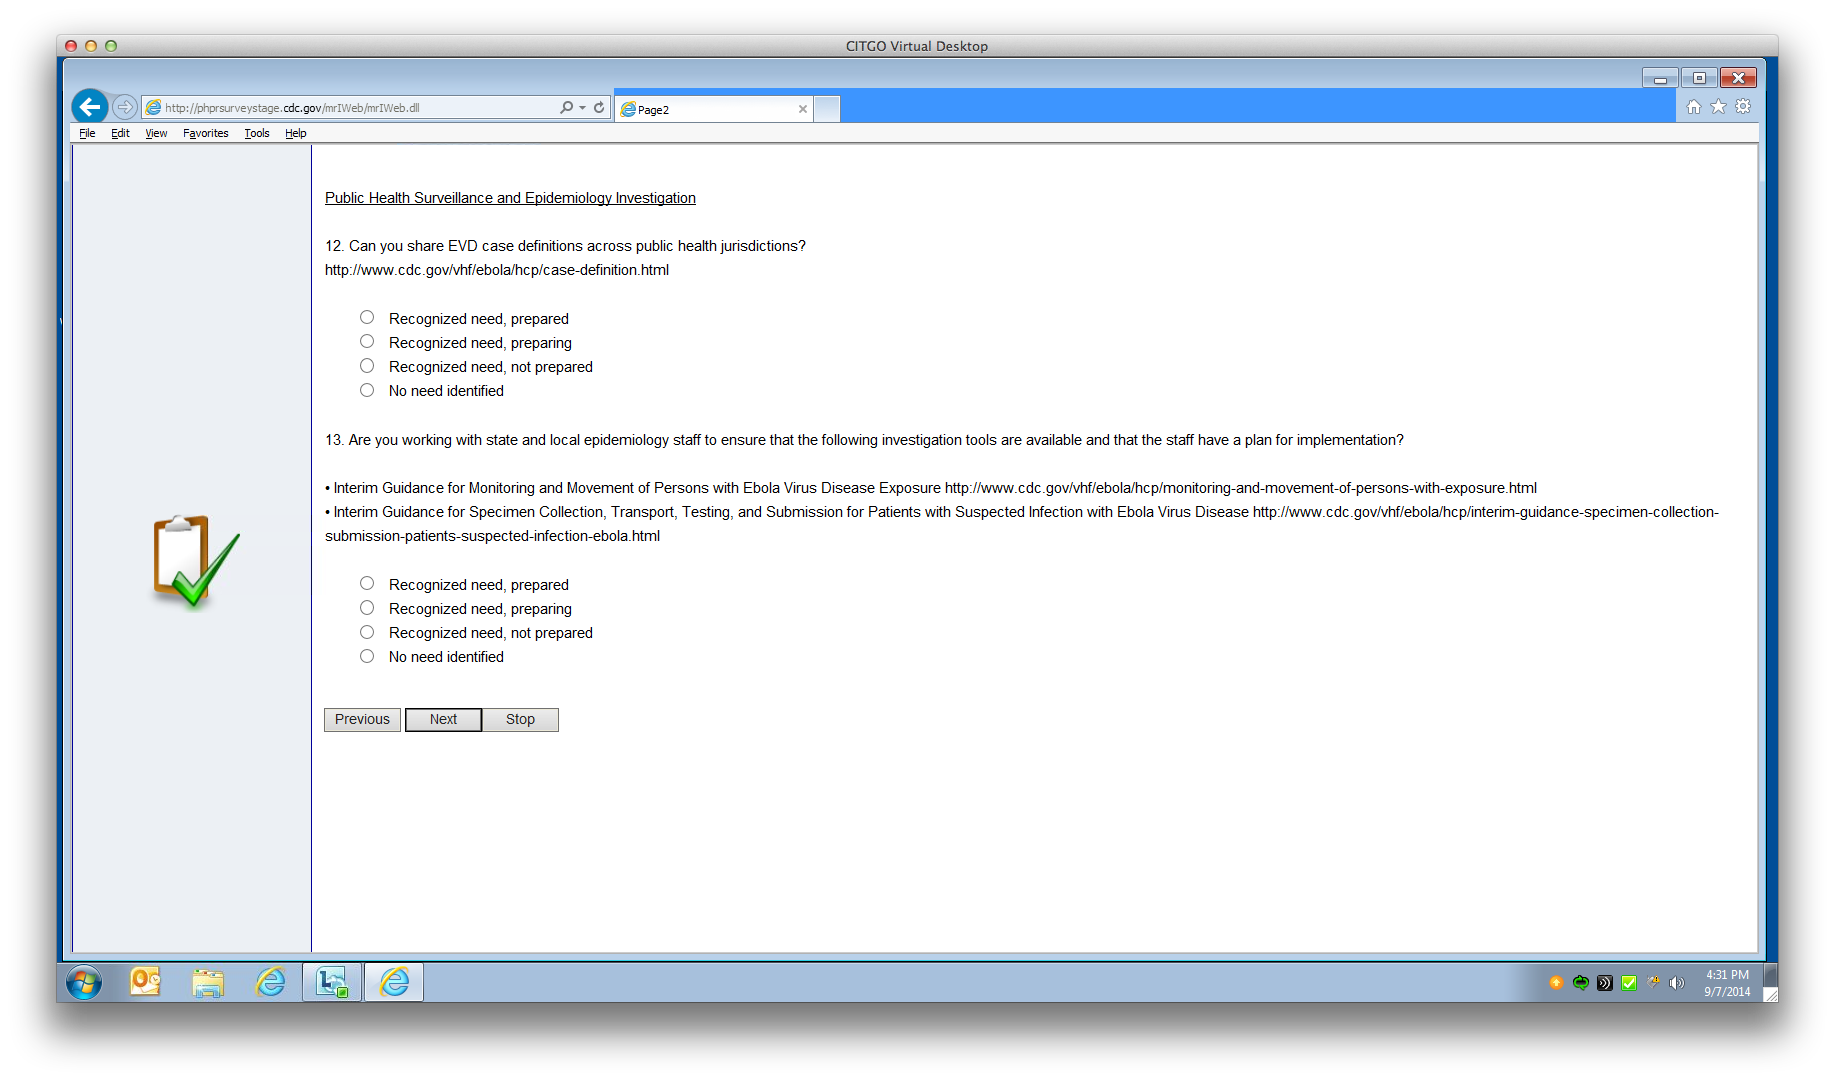 CITGO Virtual Desktop
http://phprsurveystage.cdc.gov/mrIWeb/mrIWeb.dll
Page2
File Edit View Favorites Tools Help
Public Health Surveillance and Epidemiology Investigation
12. Can you share EVD case definitions across public health jurisdictions?
http://www.cdc.gov/vhf/ebola/hcp/case-definition.html
Recognized need, prepared
Recognized need, preparing
Recognized need, not prepared
No need identified
13. Are you working with state and local epidemiology staff to ensure that the following investigation tools are available and that the staff have a plan for implementation?
• Interim Guidance for Monitoring and Movement of Persons with Ebola Virus Disease Exposure http://www.cdc.gov/vhf/ebola/hcp/monitoring-and-movement-of-persons-with-exposure.html
• Interim Guidance for Specimen Collection, Transport, Testing, and Submission for Patients with Suspected Infection with Ebola Virus Disease http://www.cdc.gov/vhf/ebola/hcp/interim-guidance-specimen-collection-
submission-patients-suspected-infection-ebola.html
Recognized need, prepared
Recognized need, preparing
Recognized need, not prepared
No need identified
Previous Next Stop
4:31 PM
9/7/2014